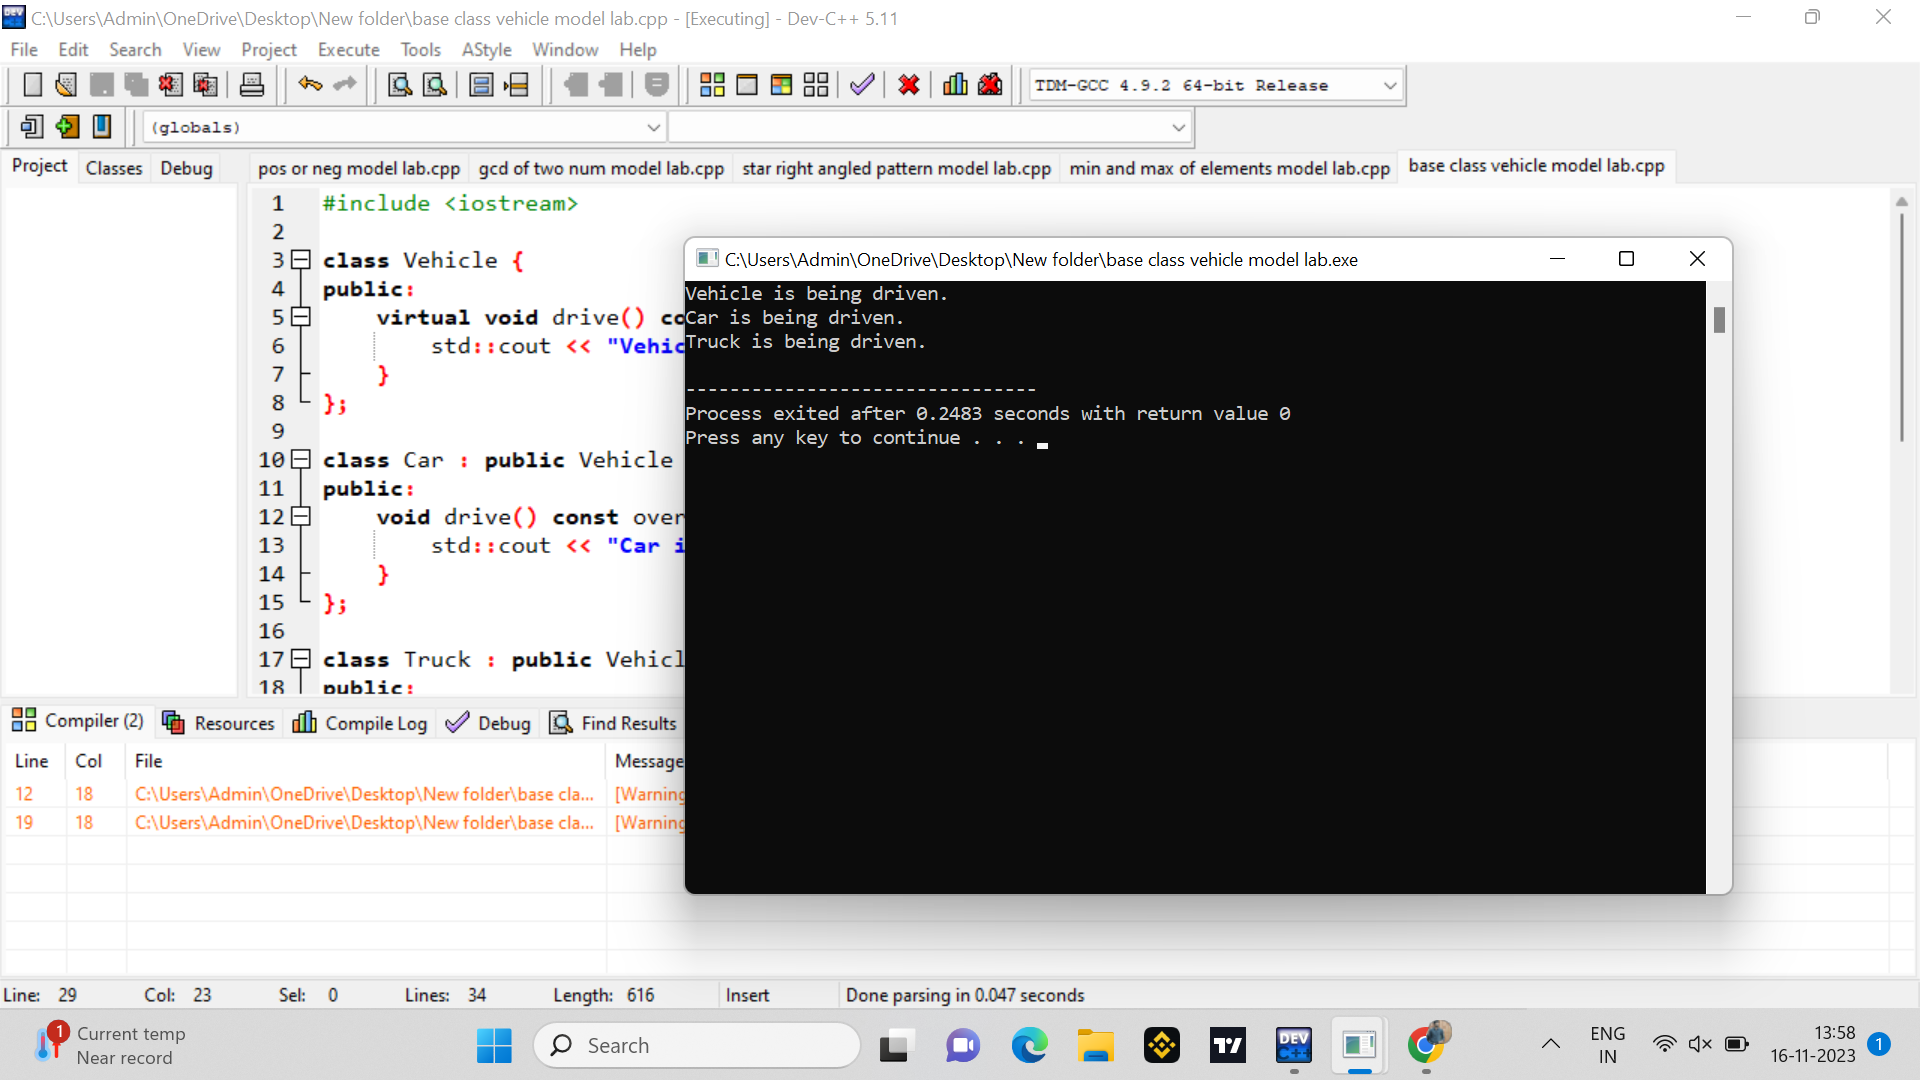 C:\Users\Admin\OneDrive\Desktop\New folder\base class vehicle model lab.cpp - [Executing] - Dev-C++ 5.11
File Edit Search View Project Execute Tools AStyle Window Help
TDM-GCC 4.9.2 64-bit Release
(globals)
Project Classes Debug
pos or neg model lab.cpp gcd of two num model lab.cpp star right angled pattern model lab.cpp min and max of elements model lab.cpp base class vehicle model lab.cpp
1 #include <iostream>
2
3 class Vehicle {
4 public:
5 virtual void drive() co
6 std::cout << "Vehic
7 }
8 };
9
10 class Car : public Vehicle
11 public:
12 void drive() const over
13 std::cout << "Car i
14 }
15 };
16
17 class Truck : public Vehicl
18 public:
C:\Users\Admin\OneDrive\Desktop\New folder\base class vehicle model lab.exe
Vehicle is being driven.
Car is being driven.
Truck is being driven.
--------------------------------
Process exited after 0.2483 seconds with return value 0
Press any key to continue . . .
Compiler (2) Resources Compile Log Debug Find Results
Line Col File Message
12 18 C:\Users\Admin\OneDrive\Desktop\New folder\base cla... [Warning
19 18 C:\Users\Admin\OneDrive\Desktop\New folder\base cla... [Warning
Line: 29 Col: 23 Sel: 0 Lines: 34 Length: 616 Insert Done parsing in 0.047 seconds
1
Current temp
Near record
Search
DEV
C++
ENG
IN
13:58
16-11-2023
1